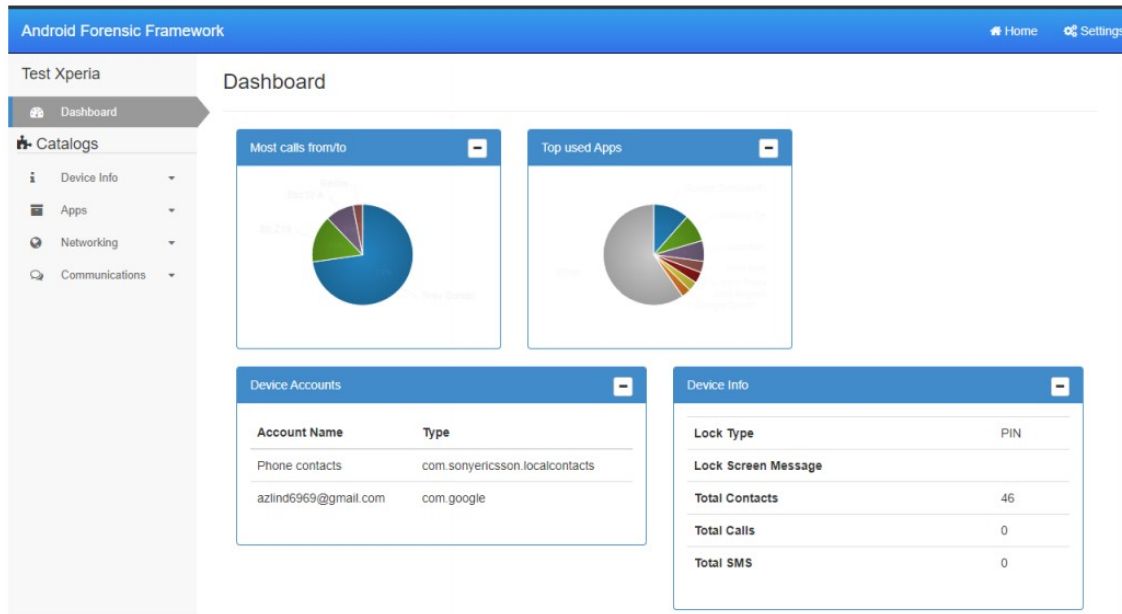 Android Forensic Framework
Home
Settings
Test Xperia
Dashboard
Dashboard
Catalogs
Device Info
Apps
Networking
Communications
Most calls from/to
Top used Apps
Device Accounts
Account Name Type
Phone contacts com.sonyericsson.localcontacts
azlind6969@gmail.com com.google
Device Info
Lock Type PIN
Lock Screen Message
Total Contacts 46
Total Calls 0
Total SMS 0